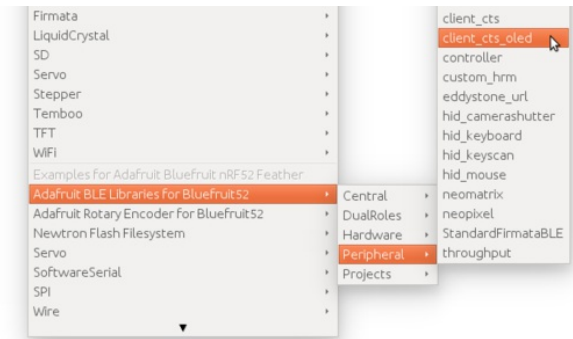 Firmata
LiquidCrystal
SD
Servo
Stepper
Temboo
TFT
WiFi
Examples for Adafruit Bluefruit nRF52 Feather
Adafruit BLE Libraries for Bluefruit52
Adafruit Rotary Encoder for Bluefruit52
Newtron Flash Filesystem
Servo
SoftwareSerial
SPI
Wire
Central
DualRoles
Hardware
Peripheral
Projects
client_cts
client_cts_oled
controller
custom_hrm
eddystone_url
hid_camerashutter
hid_keyboard
hid_keyscan
hid_mouse
neomatrix
neopixel
StandardFirmataBLE
throughput